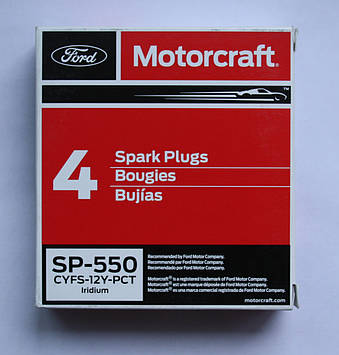 Ford
Motorcraft®
™
4
Spark Plugs
Bougies
Bujías
SP-550
CYFS-12Y-PCT
Iridium
Recommended by Ford Motor Company.
Recommandé par Ford Motor Company.
Recomendado por Ford Motor Company.
Motorcraft® is a registered trademark of Ford Motor Company.
Motorcraft® est une marque déposée de Ford Motor Company.
Motorcraft® es una marca comercial registrada de Ford Motor Company.
motorcraft.com